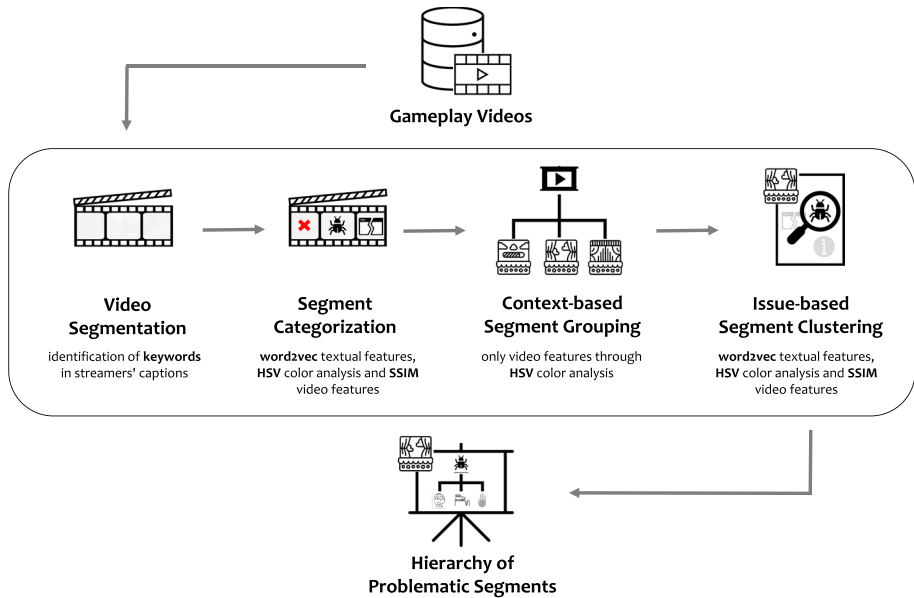 Gameplay Videos
Video
Segmentation
identification of keywords
in streamers' captions
Segment
Categorization
word2vec textual features,
HSV color analysis and SSIM
video features
Context-based
Segment Grouping
only video features through
HSV color analysis
Issue-based
Segment Clustering
word2vec textual features,
HSV color analysis and SSIM
video features
Hierarchy of
Problematic Segments